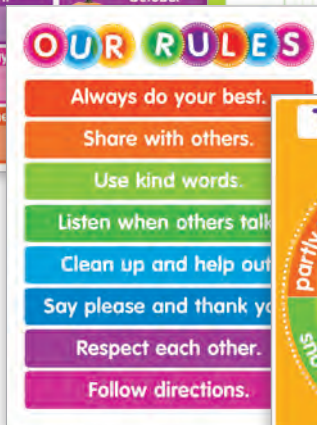 OUR RULES
Always do your best.
Share with others.
Use kind words.
Listen when others talk
Clean up and help out
Say please and thank yo
Respect each other.
Follow directions.
partly